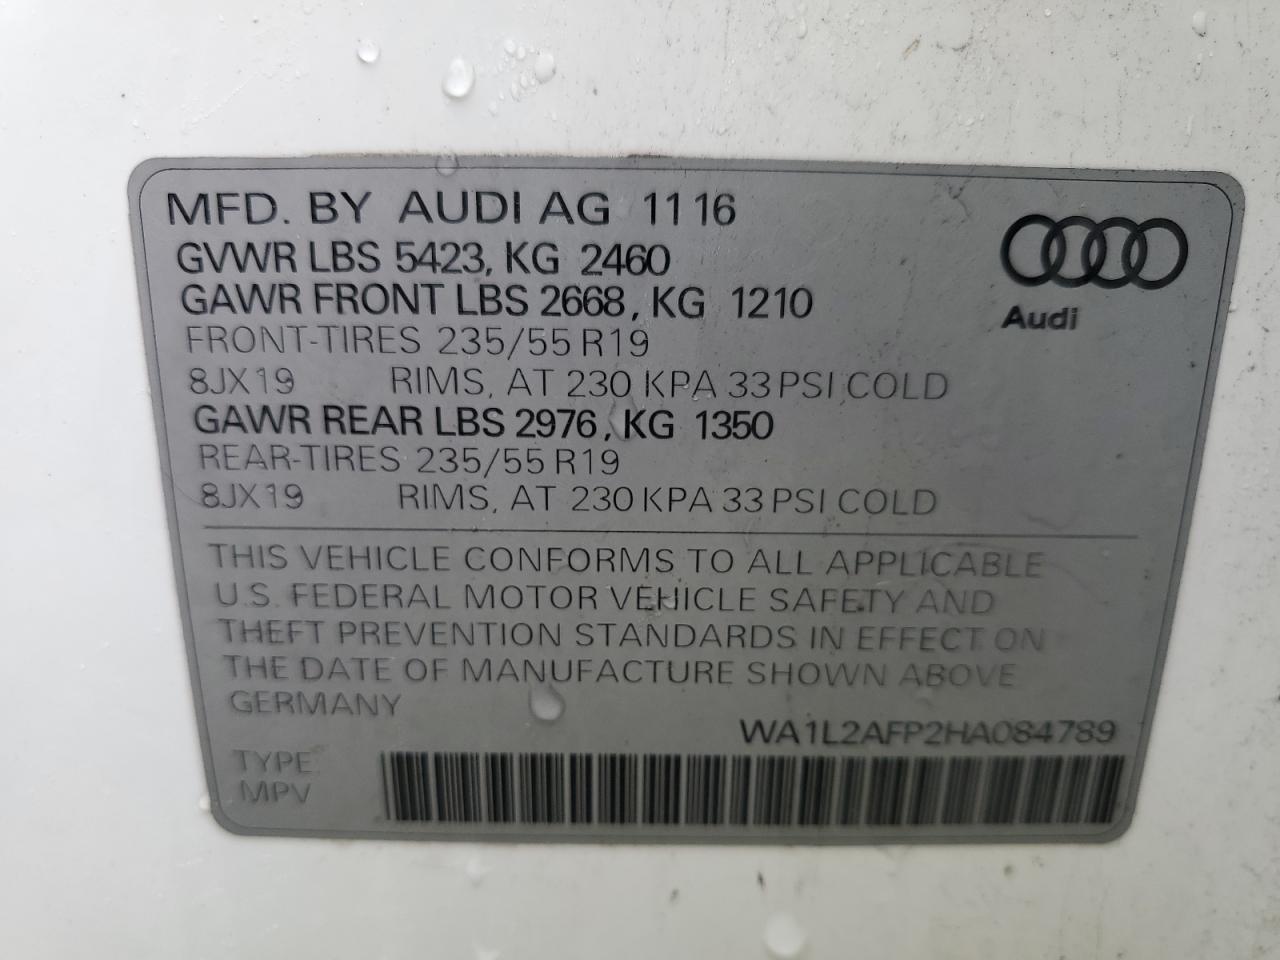 MFD. BY AUDI AG 11 16
GVWR LBS 5423, KG 2460
GAWR FRONT LBS 2668, KG 1210
Audi
FRONT-TIRES 235/55 R19
8JX19 RIMS, AT 230 KPA 33 PSI COLD
GAWR REAR LBS 2976, KG 1350
REAR-TIRES 235/55 R19
8JX19 RIMS, AT 230 KPA 33 PSI COLD
THIS VEHICLE CONFORMS TO ALL APPLICABLE
U.S. FEDERAL MOTOR VEHICLE SAFETY AND
THEFT PREVENTION STANDARDS IN EFFECT ON
THE DATE OF MANUFACTURE SHOWN ABOVE
GERMANY
WA1L2AFP2HA084789
TYPE:
MPV